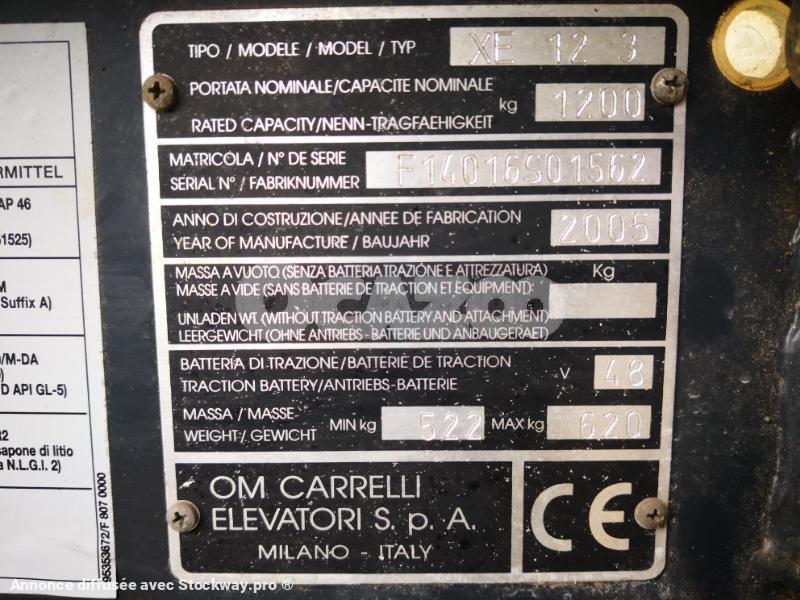 TIPO / MODELE / MODEL / TYP XE 12 3
PORTATA NOMINALE/CAPACITE NOMINALE
RATED CAPACITY/NENN-TRAGFAEHIGKEIT kg 1200
MATRICOLA / N° DE SERIE
SERIAL N° / FABRIKNUMMER F14016S01562
ANNO DI COSTRUZIONE/ANNEE DE FABRICATION
YEAR OF MANUFACTURE / BAUJAHR 2005
MASSA A VUOTO (SENZA BATTERIA TRAZIONE E ATTREZZATURA) Kg
MASSE A VIDE (SANS BATTERIE DE TRACTION ET EQUIPMENT)
UNLADEN WT. (WITHOUT TRACTION BATTERY AND ATTACHMENT)
LEERGEWICHT (OHNE ANTRIEBS - BATTERIE UND ANBAUGERAET)
BATTERIA DI TRAZIONE/BATTERIE DE TRACTION
TRACTION BATTERY/ANTRIEBS-BATTERIE V 48
MASSA / MASSE
WEIGHT/ GEWICHT MIN kg 522 MAX kg 620
OM CARRELLI
ELEVATORI S. p A.
MILANO - ITALY
CE
RMITTEL
AP 46
51525)
M
Suffix A)
/M-DA
)
D API GL-5)
R2
sapone di litio
a N.L.G.I. 2)
95353672/F 807 0000
OCAZOO
Annonce diffusée avec Stockway.pro ®